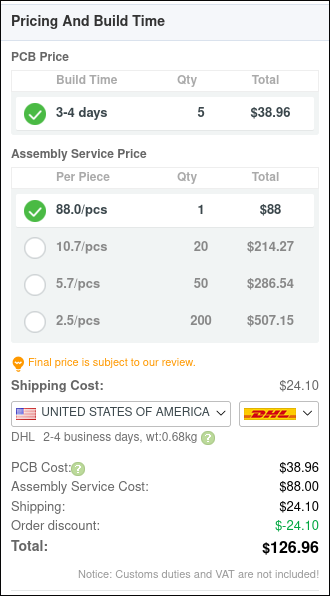 Pricing And Build Time
PCB Price
Build Time Qty Total
3-4 days 5 $38.96
Assembly Service Price
Per Piece Qty Total
88.0/pcs 1 $88
10.7/pcs 20 $214.27
5.7/pcs 50 $286.54
2.5/pcs 200 $507.15
Final price is subject to our review.
Shipping Cost: $24.10
UNITED STATES OF AMERICA DHL
DHL 2-4 business days, wt:0.68kg ?
PCB Cost: ? $38.96
Assembly Service Cost: $88.00
Shipping: $24.10
Order discount: $-24.10
Total: $126.96
Notice: Customs duties and VAT are not included!